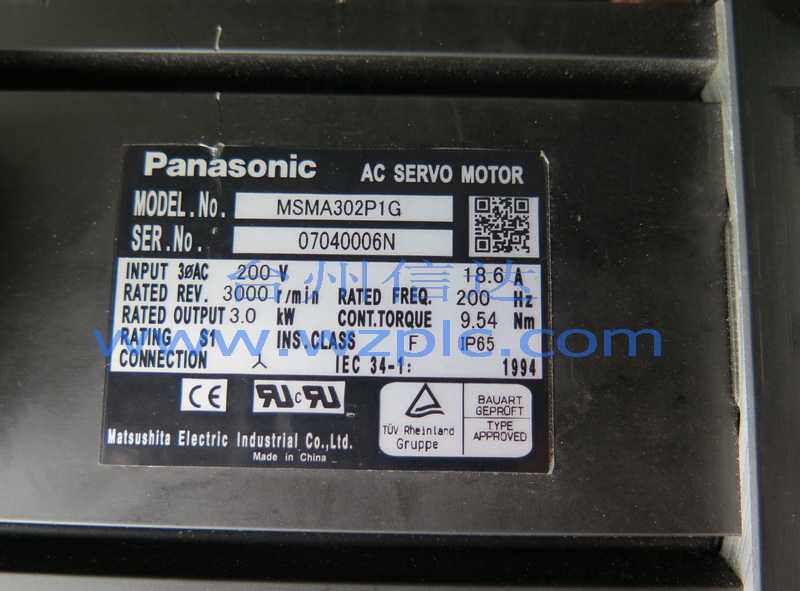 Panasonic AC SERVO MOTOR
MODEL.No. MSMA302P1G
SER.No. 07040006N
INPUT 3øAC 200 V 18.6 A
RATED REV. 3000 r/min RATED FREQ. 200 Hz
RATED OUTPUT 3.0 kW CONT.TORQUE 9.54 Nm
RATING S1 INS.CLASS F IP65
CONNECTION 人 IEC 34-1: 1994
台州信达
www.wzplc.com
CE
c
BAUART
GEPRÜFT
TÜV Rheinland
Gruppe
TYPE
APPROVED
Matsushita Electric Industrial Co.,Ltd.
Made in China